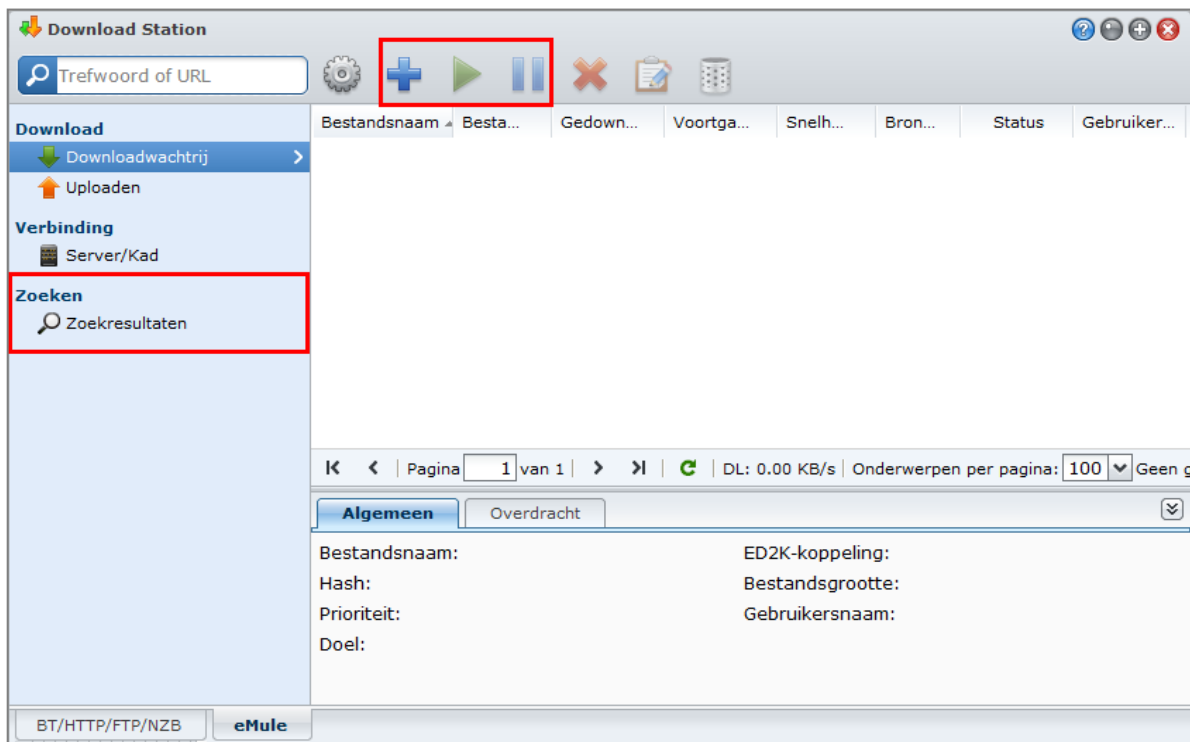 Download Station
Trefwoord of URL
Download
Downloadwachtrij
Uploaden
Verbinding
Server/Kad
Zoeken
Zoekresultaten
Bestandsnaam Besta... Gedown... Voortga... Snelh... Bron... Status Gebruiker...
Pagina 1 van 1 DL: 0.00 KB/s Onderwerpen per pagina: 100 Geen g
Algemeen Overdracht
Bestandsnaam: ED2K-koppeling:
Hash: Bestandsgrootte:
Prioriteit: Gebruikersnaam:
Doel:
BT/HTTP/FTP/NZB eMule